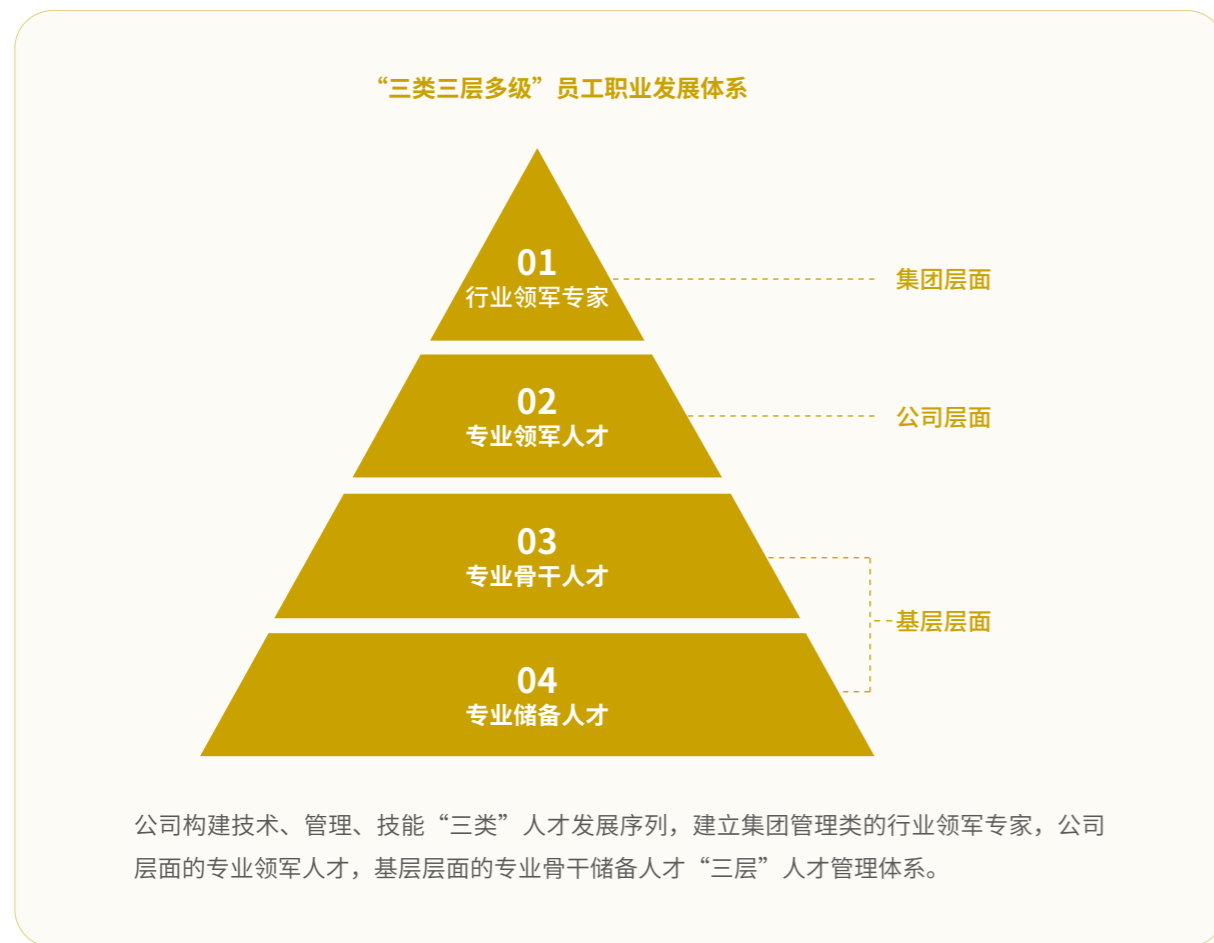 “三类三层多级”员工职业发展体系
01
行业领军专家
集团层面
02
专业领军人才
公司层面
03
专业骨干人才
基层层面
04
专业储备人才
公司构建技术、管理、技能“三类”人才发展序列，建立集团管理类的行业领军专家，公司
层面的专业领军人才，基层层面的专业骨干储备人才“三层”人才管理体系。